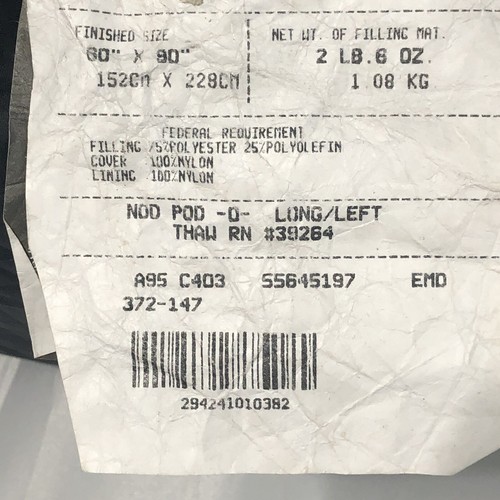 FINISHED SIZE
60" X 90"
152Cm X 228CM
NET WT. OF FILLING MAT.
2 LB.6 OZ.
1.08 KG
FEDERAL REQUIREMENT
FILLING 75%POLYESTER 25%POLYOLEFIN
COVER 100%NYLON
LINING 100%NYLON
NOD POD -0- LONG/LEFT
THAW RN #39264
A95 C403 55645197 EMD
372-147
294241010382